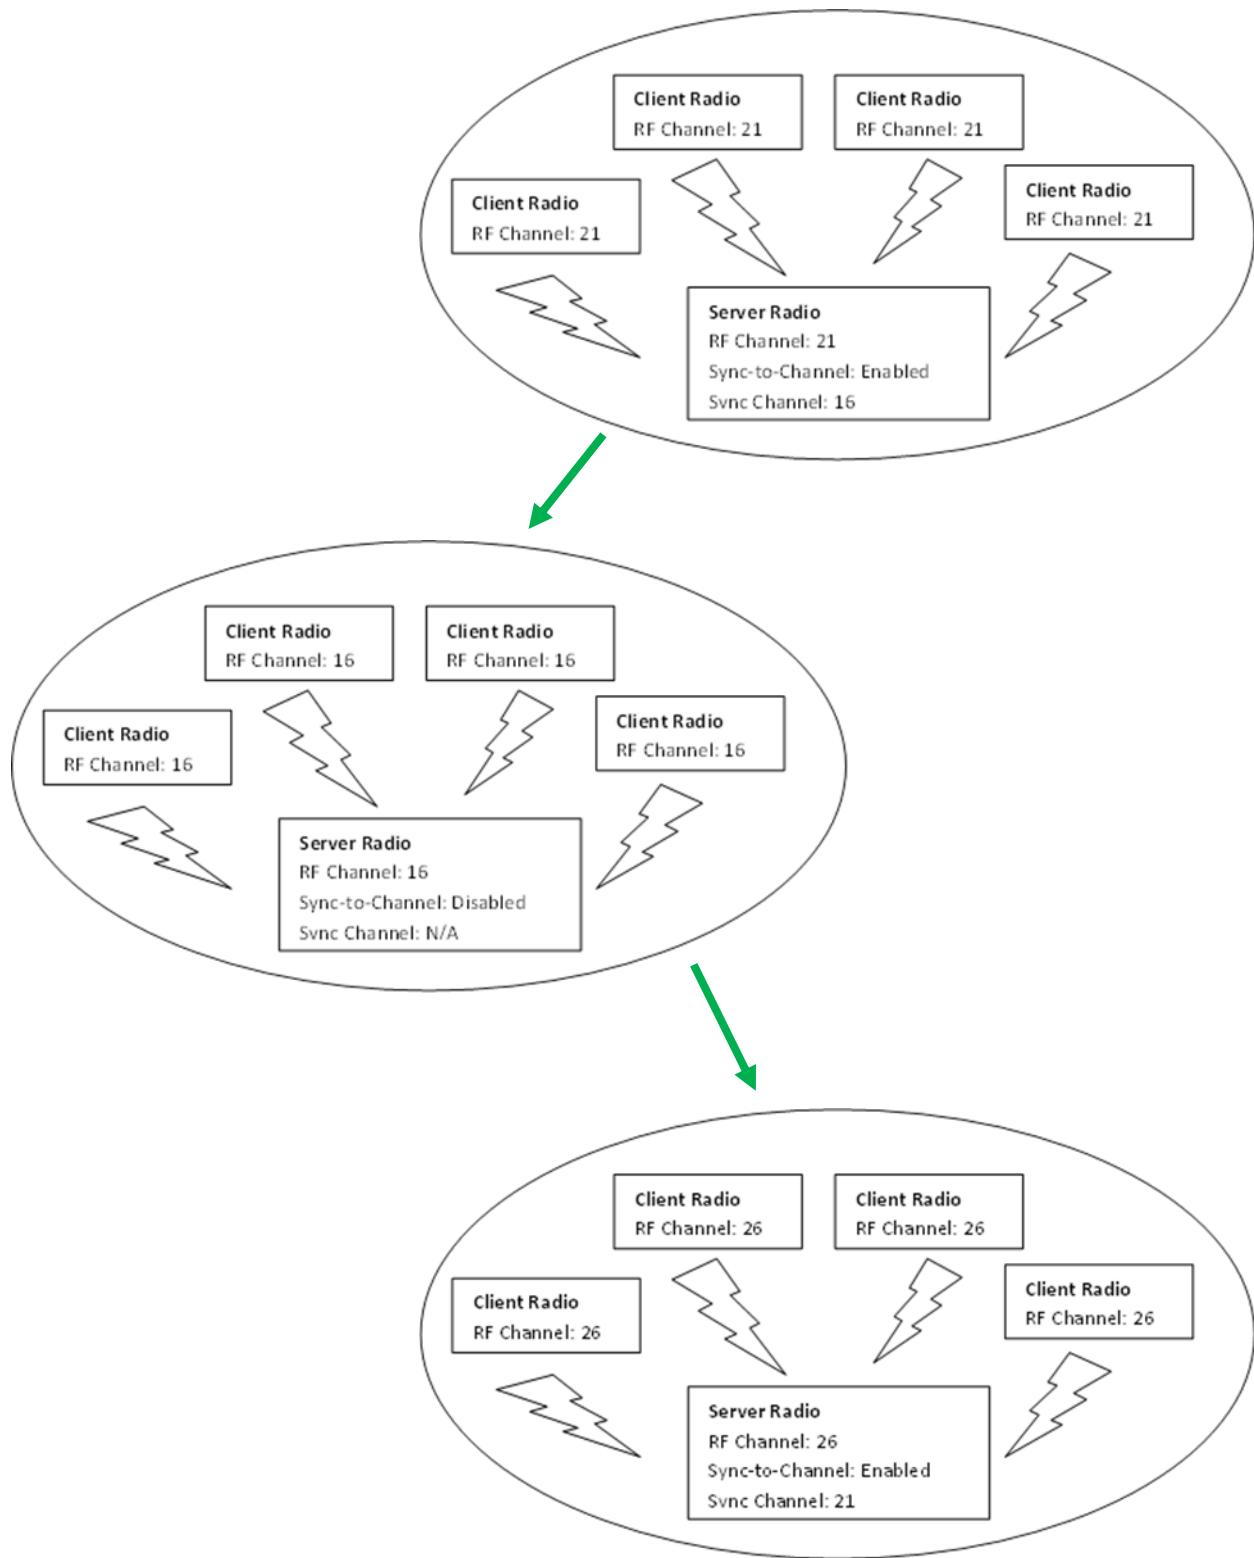 Client Radio
RF Channel: 21
Client Radio
RF Channel: 21
Client Radio
RF Channel: 21
Client Radio
RF Channel: 21
Server Radio
RF Channel: 21
Sync-to-Channel: Enabled
Sync Channel: 16
Client Radio
RF Channel: 16
Client Radio
RF Channel: 16
Client Radio
RF Channel: 16
Client Radio
RF Channel: 16
Server Radio
RF Channel: 16
Sync-to-Channel: Disabled
Sync Channel: N/A
Client Radio
RF Channel: 26
Client Radio
RF Channel: 26
Client Radio
RF Channel: 26
Client Radio
RF Channel: 26
Server Radio
RF Channel: 26
Sync-to-Channel: Enabled
Sync Channel: 21